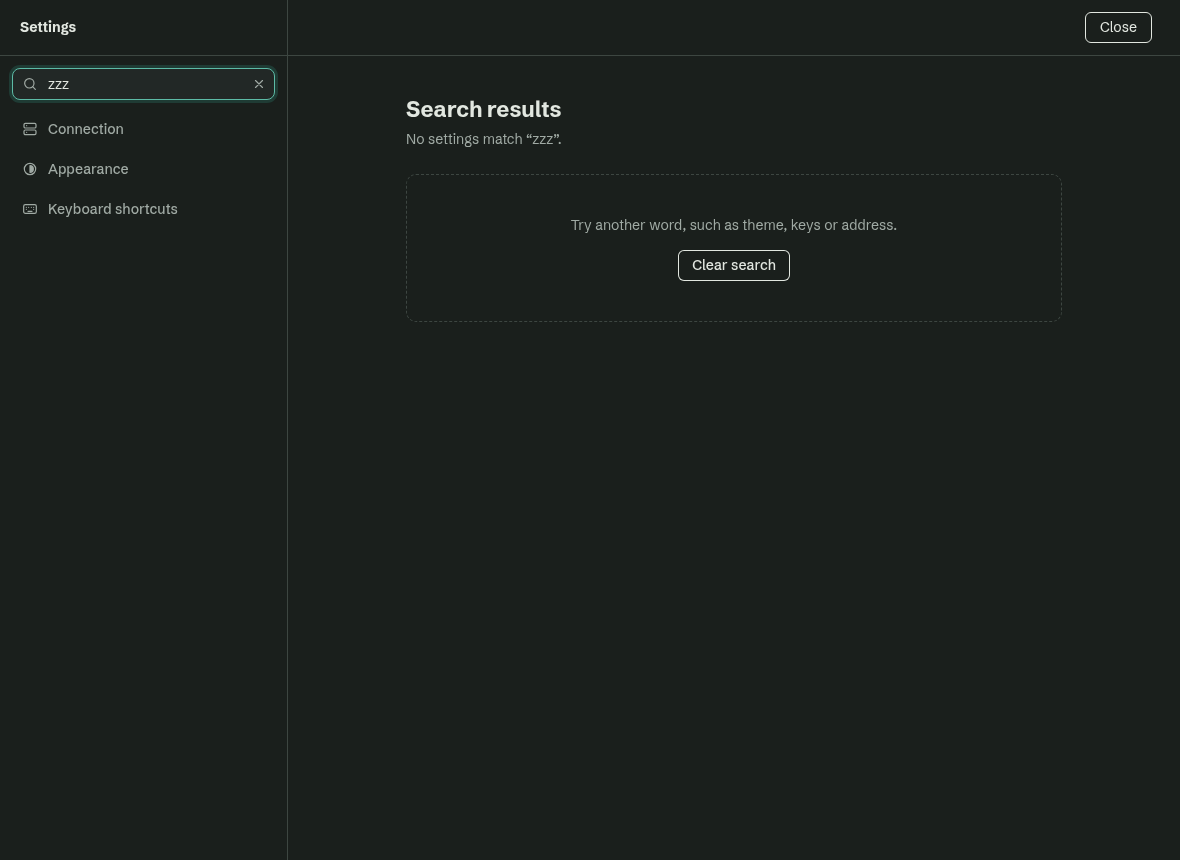 Settings
Close
zzz
Connection
Appearance
Keyboard shortcuts
Search results
No settings match “zzz”.
Try another word, such as theme, keys or address.
Clear search